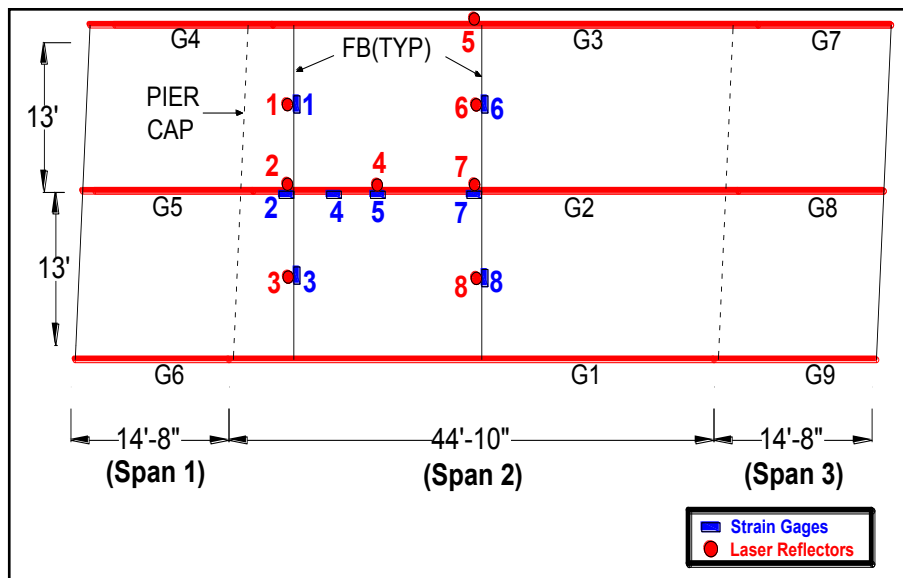 5
G4
G3
G7
FB(TYP)
PIER
CAP
13'
1
1
6
6
2
4
7
G5
2
4
5
7
G2
G8
13'
3
3
8
8
G6
G1
G9
14'-8"
44'-10"
14'-8"
(Span 1)
(Span 2)
(Span 3)
Strain Gages
Laser Reflectors